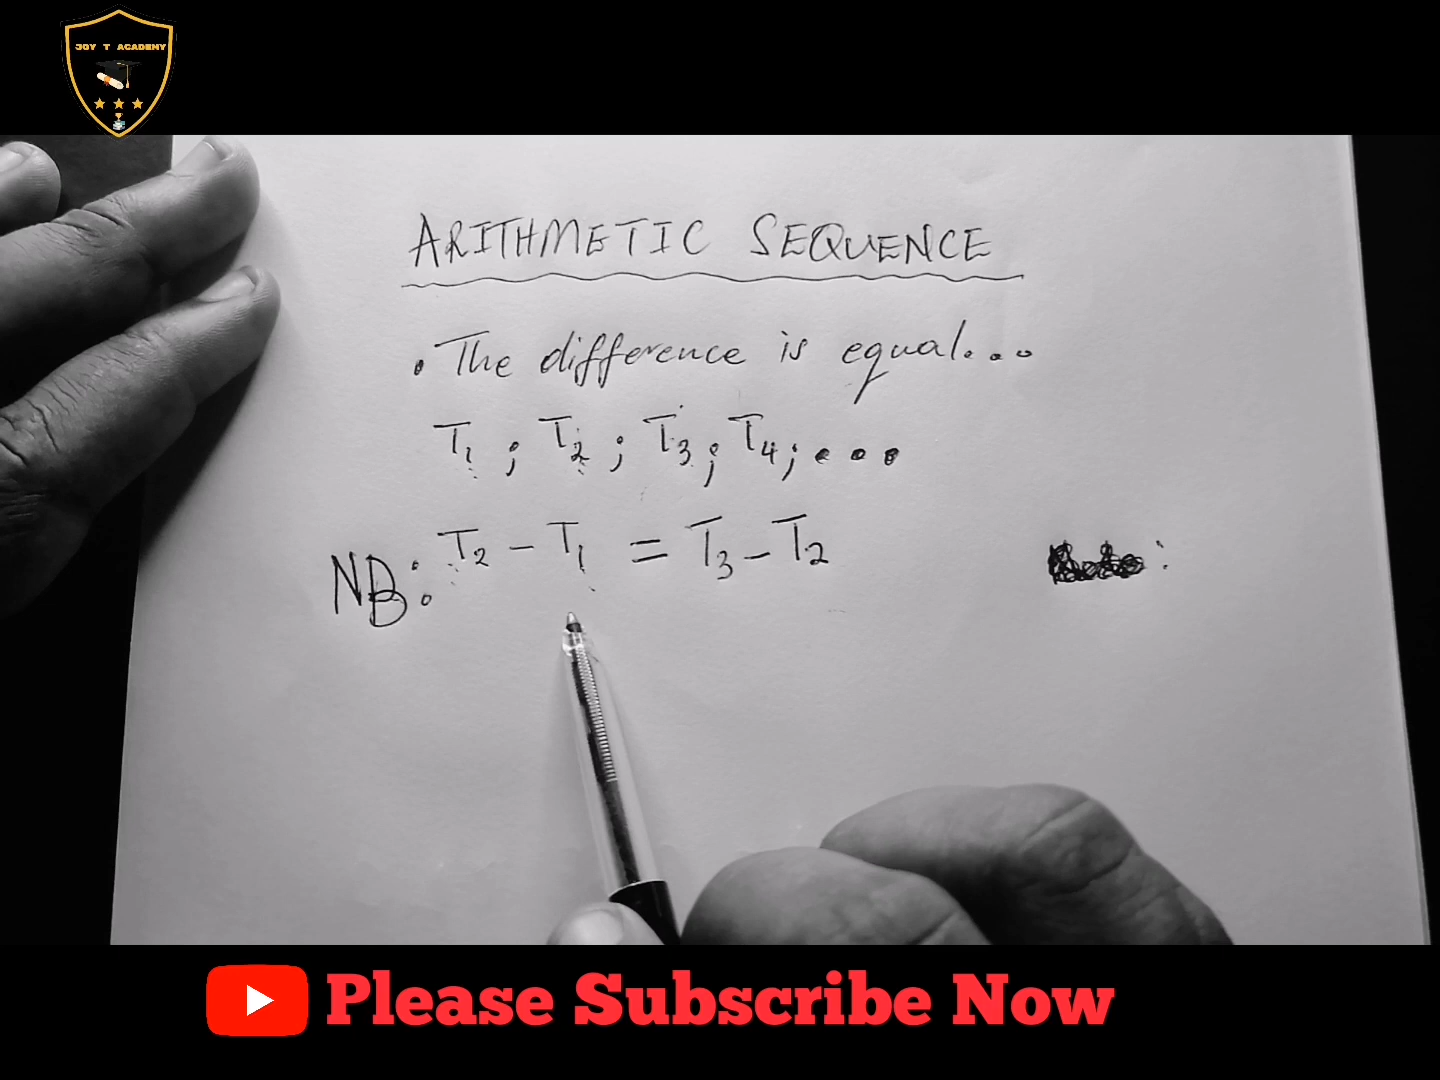 JOY T ACADEMY
ARITHMETIC SEQUENCE
. The difference is equal...
T1 ; T2 ; T3 ; T4 ; ...
NB: T2 - T1 = T3 - T2
Please Subscribe Now